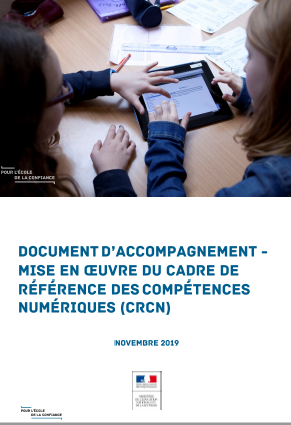 POUR L'ÉCOLE
DE LA CONFIANCE
DOCUMENT D'ACCOMPAGNEMENT -
MISE EN ŒUVRE DU CADRE DE
RÉFÉRENCE DES COMPÉTENCES
NUMÉRIQUES (CRCN)
NOVEMBRE 2019
POUR L'ÉCOLE
DE LA CONFIANCE